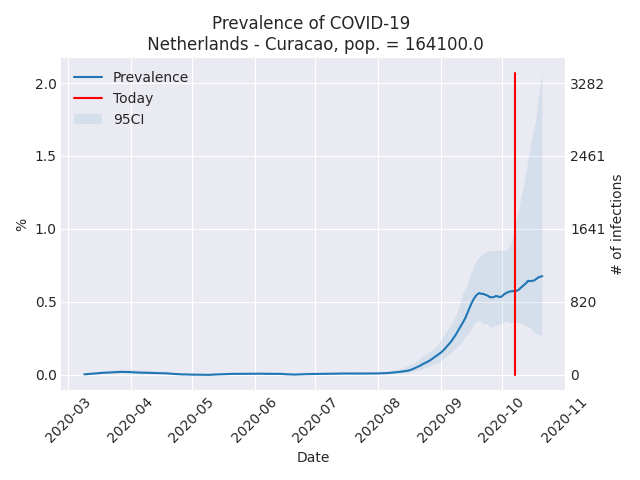 Prevalence of COVID-19
Netherlands - Curacao, pop. = 164100.0
Prevalence
Today
95CI
2.0
1.5
1.0
0.5
0.0
%
3282
2461
1641
820
0
# of infections
2020-03
2020-04
2020-05
2020-06
2020-07
2020-08
2020-09
2020-10
2020-11
Date